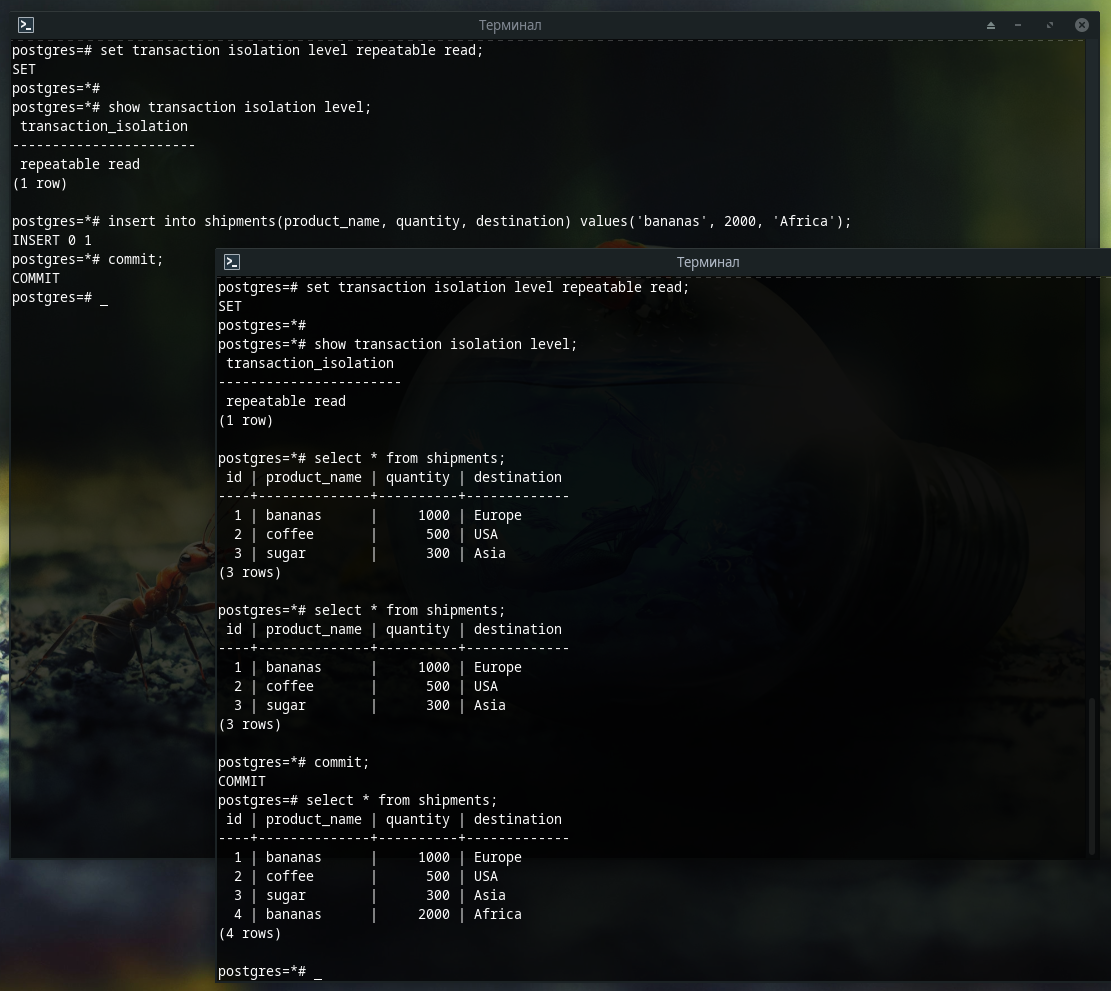 Терминал
postgres=# set transaction isolation level repeatable read;
SET
postgres=*#
postgres=*# show transaction isolation level;
 transaction_isolation
-----------------------
 repeatable read
(1 row)

postgres=*# insert into shipments(product_name, quantity, destination) values('bananas', 2000, 'Africa');
INSERT 0 1
postgres=*# commit;
COMMIT
postgres=# _
Терминал
postgres=# set transaction isolation level repeatable read;
SET
postgres=*#
postgres=*# show transaction isolation level;
 transaction_isolation
-----------------------
 repeatable read
(1 row)

postgres=*# select * from shipments;
 id | product_name | quantity | destination
----+--------------+----------+-------------
  1 | bananas      |     1000 | Europe
  2 | coffee       |      500 | USA
  3 | sugar        |      300 | Asia
(3 rows)

postgres=*# select * from shipments;
 id | product_name | quantity | destination
----+--------------+----------+-------------
  1 | bananas      |     1000 | Europe
  2 | coffee       |      500 | USA
  3 | sugar        |      300 | Asia
(3 rows)

postgres=*# commit;
COMMIT
postgres=# select * from shipments;
 id | product_name | quantity | destination
----+--------------+----------+-------------
  1 | bananas      |     1000 | Europe
  2 | coffee       |      500 | USA
  3 | sugar        |      300 | Asia
  4 | bananas      |     2000 | Africa
(4 rows)

postgres=*# _